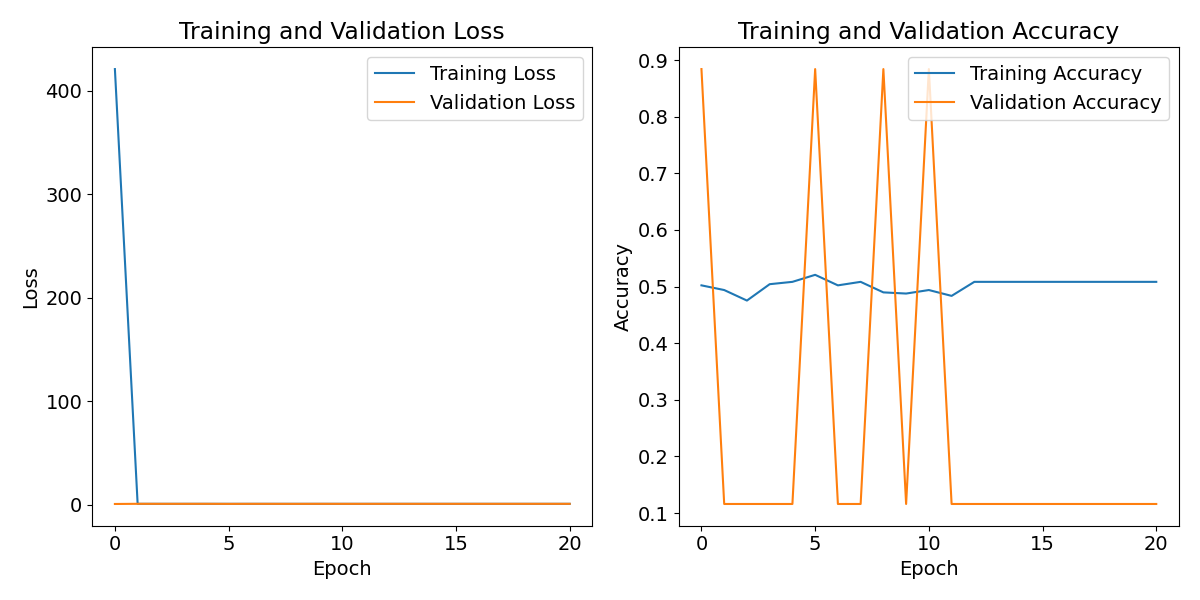 Training and Validation Loss
Training Loss
Validation Loss
400
300
200
100
0
Loss
0 5 10 15 20
Epoch
Training and Validation Accuracy
Training Accuracy
Validation Accuracy
0.9
0.8
0.7
0.6
0.5
0.4
0.3
0.2
0.1
Accuracy
0 5 10 15 20
Epoch